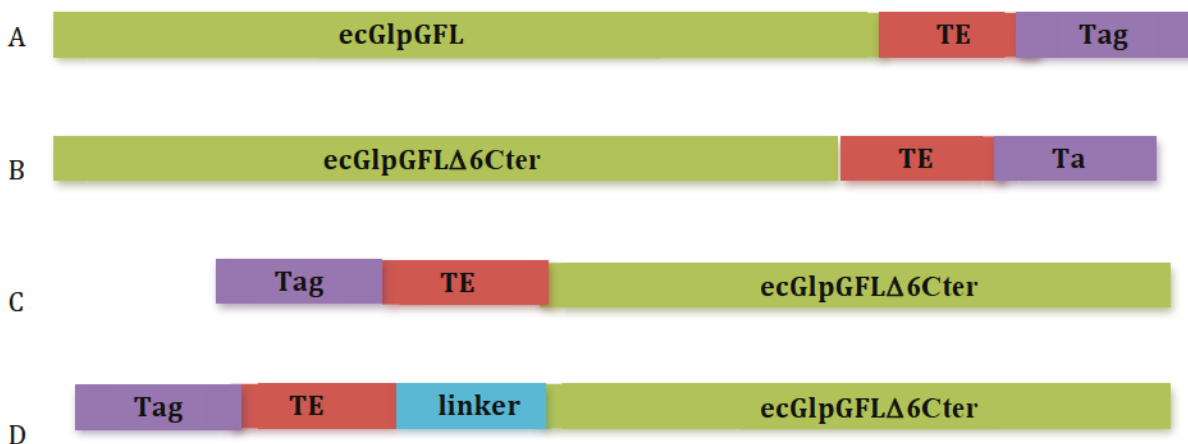 A ecGlpGFL TE Tag
B ecGlpGFLΔ6Cter TE Ta
C Tag TE ecGlpGFLΔ6Cter
D Tag TE linker ecGlpGFLΔ6Cter